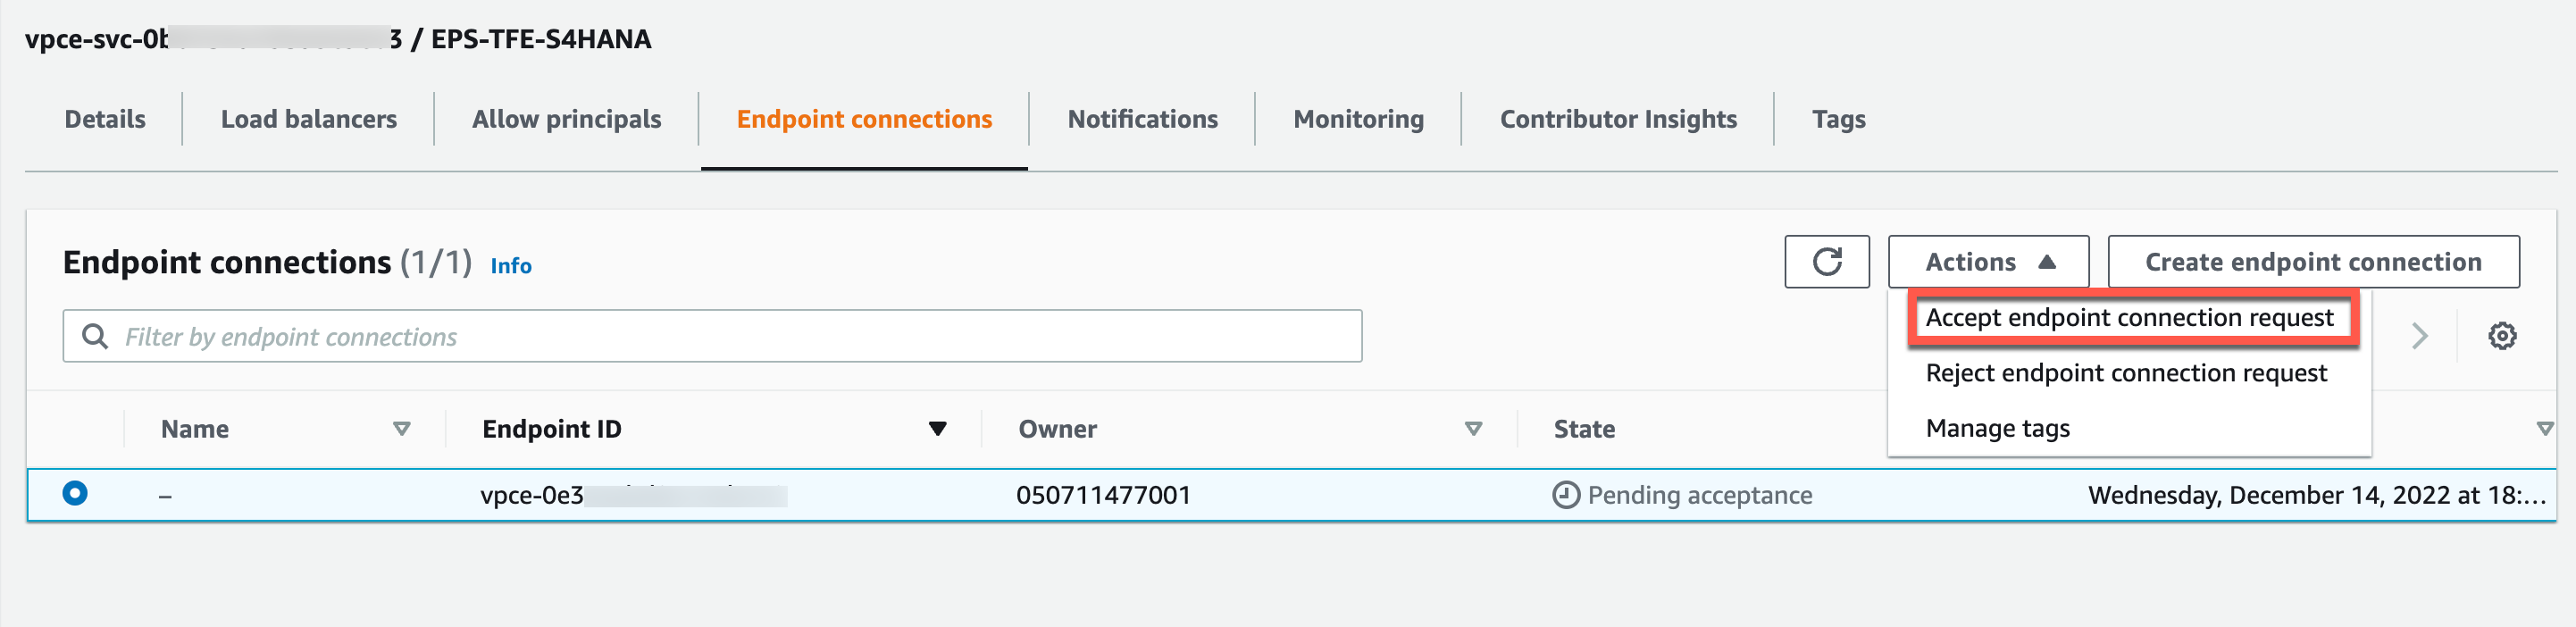 vpce-svc-0b 3 / EPS-TFE-S4HANA
Details Load balancers Allow principals Endpoint connections Notifications Monitoring Contributor Insights Tags
Endpoint connections (1/1) Info Actions Create endpoint connection
Filter by endpoint connections
Accept endpoint connection request
Reject endpoint connection request
Manage tags
Name Endpoint ID Owner State
– vpce-0e3 050711477001 Pending acceptance Wednesday, December 14, 2022 at 18:...